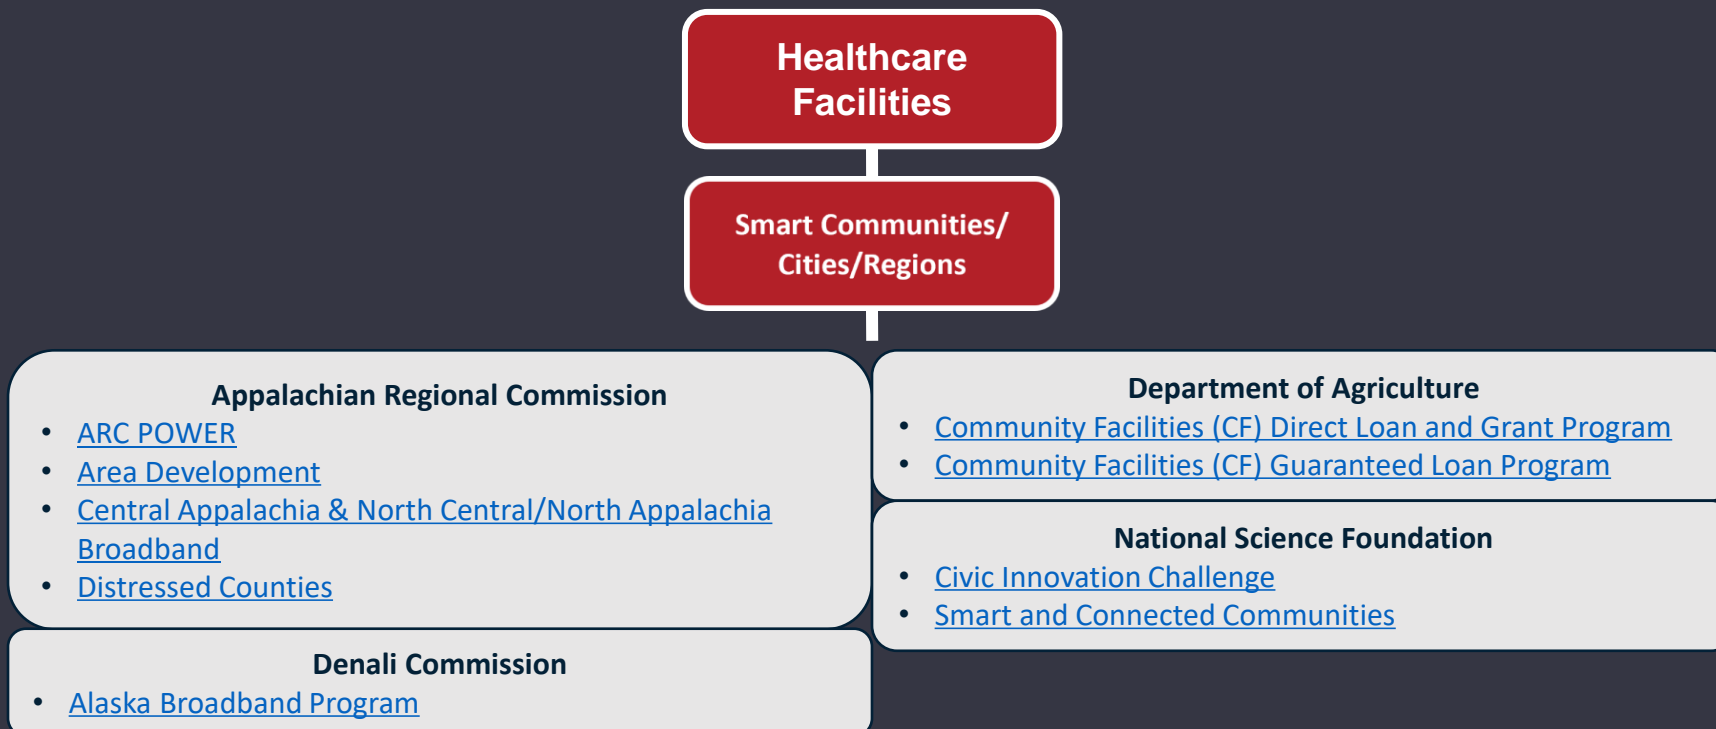 Healthcare
Facilities
Smart Communities/
Cities/Regions
Appalachian Regional Commission
• ARC POWER
• Area Development
• Central Appalachia & North Central/North Appalachia
Broadband
• Distressed Counties
Denali Commission
• Alaska Broadband Program
Department of Agriculture
• Community Facilities (CF) Direct Loan and Grant Program
• Community Facilities (CF) Guaranteed Loan Program
National Science Foundation
• Civic Innovation Challenge
• Smart and Connected Communities